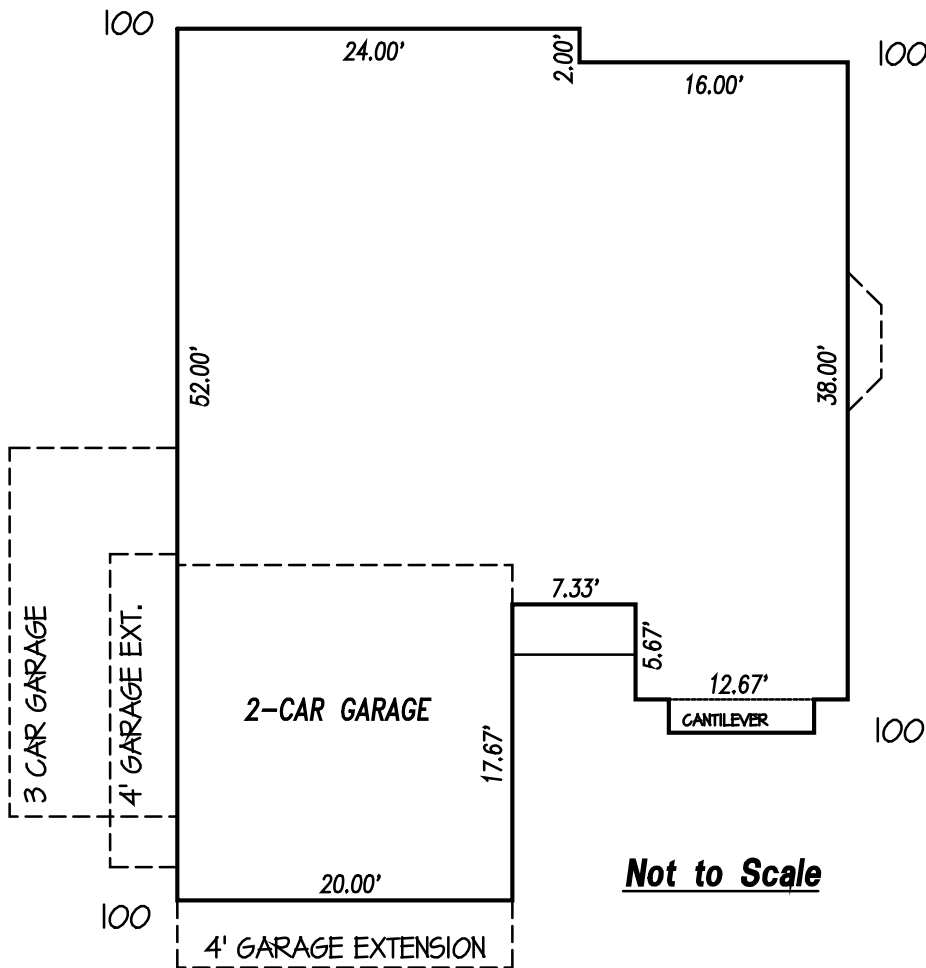 100
24.00'
2.00'
16.00'
100
52.00'
38.00'
3 CAR GARAGE
4' GARAGE EXT.
7.33'
5.67'
12.67'
2-CAR GARAGE
CANTILEVER
100
17.67'
20.00'
Not to Scale
100
4' GARAGE EXTENSION